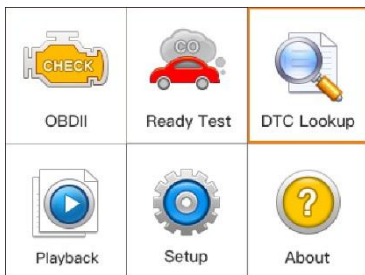 CHECK
CO
OBDII
Ready Test
DTC Lookup
?
Playback
Setup
About